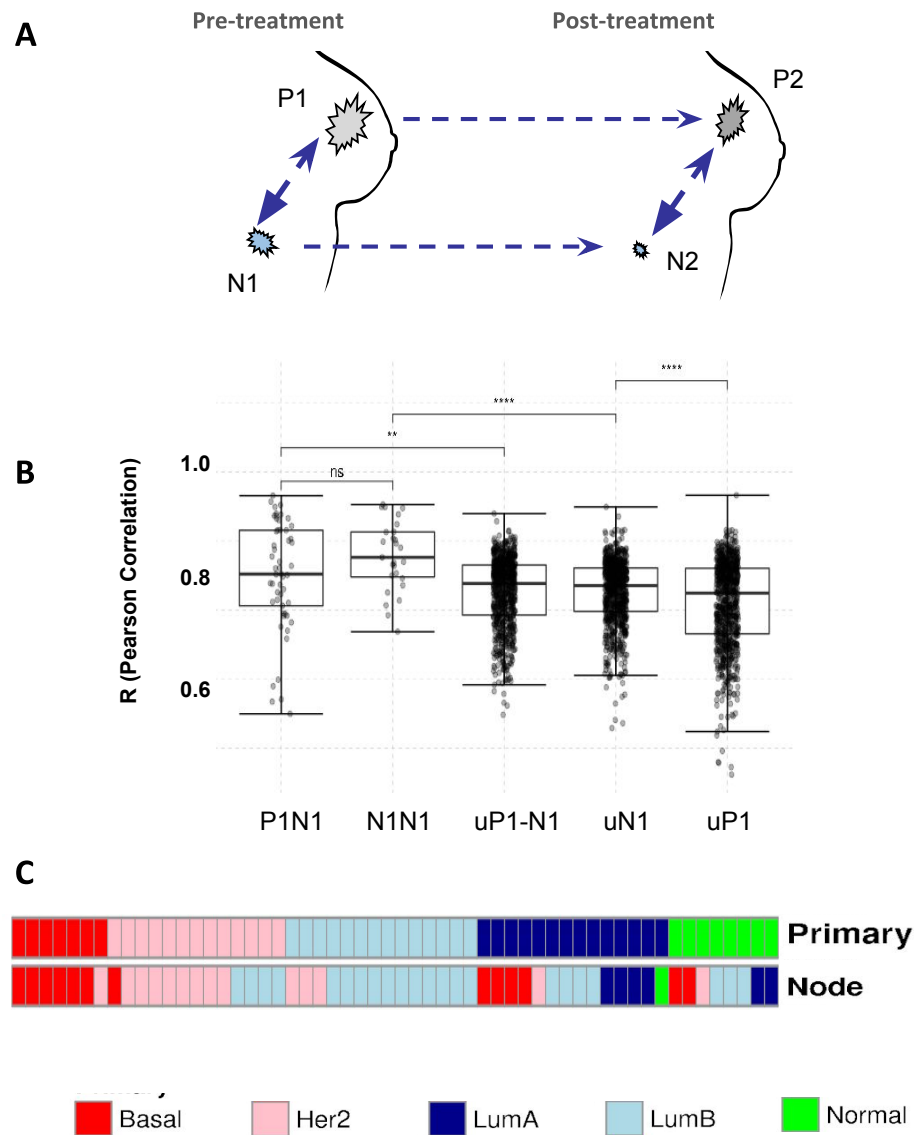 A
Pre-treatment
Post-treatment
P1
P2
N1
N2
B
R (Pearson Correlation)
1.0
0.8
0.6
ns
**
****
****
P1N1 N1N1 uP1-N1 uN1 uP1
C
Primary
Node
Basal Her2 LumA LumB Normal